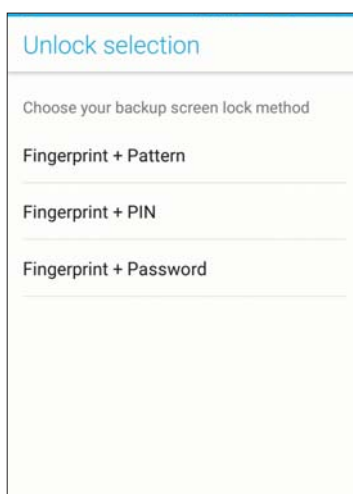 Unlock selection
Choose your backup screen lock method
Fingerprint + Pattern
Fingerprint + PIN
Fingerprint + Password